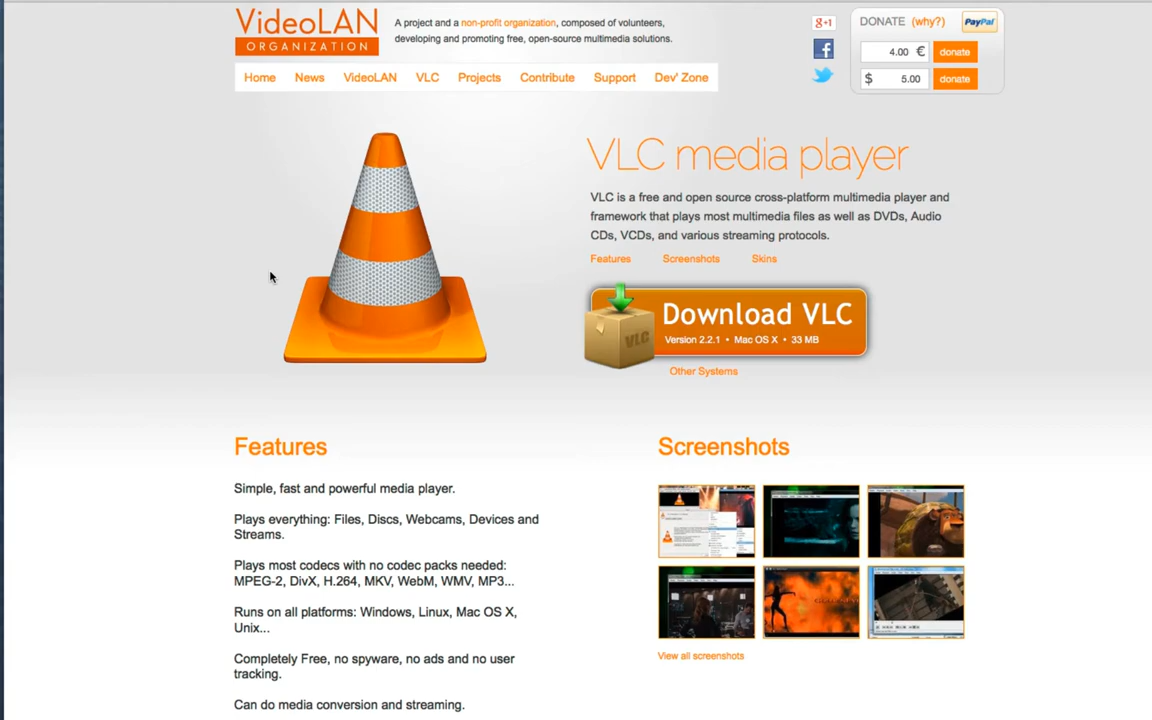 VideoLAN
ORGANIZATION
A project and a non-profit organization, composed of volunteers,
developing and promoting free, open-source multimedia solutions.
g+1
f
DONATE (why?)
PayPal
4.00 €
donate
$ 5.00
donate
Home News VideoLAN VLC Projects Contribute Support Dev' Zone
VLC media player
VLC is a free and open source cross-platform multimedia player and
framework that plays most multimedia files as well as DVDs, Audio
CDs, VCDs, and various streaming protocols.
Features Screenshots Skins
VLC
Download VLC
Version 2.2.1 • Mac OS X • 33 MB
Other Systems
Features
Simple, fast and powerful media player.
Plays everything: Files, Discs, Webcams, Devices and
Streams.
Plays most codecs with no codec packs needed:
MPEG-2, DivX, H.264, MKV, WebM, WMV, MP3...
Runs on all platforms: Windows, Linux, Mac OS X,
Unix...
Completely Free, no spyware, no ads and no user
tracking.
Can do media conversion and streaming.
Screenshots
View all screenshots